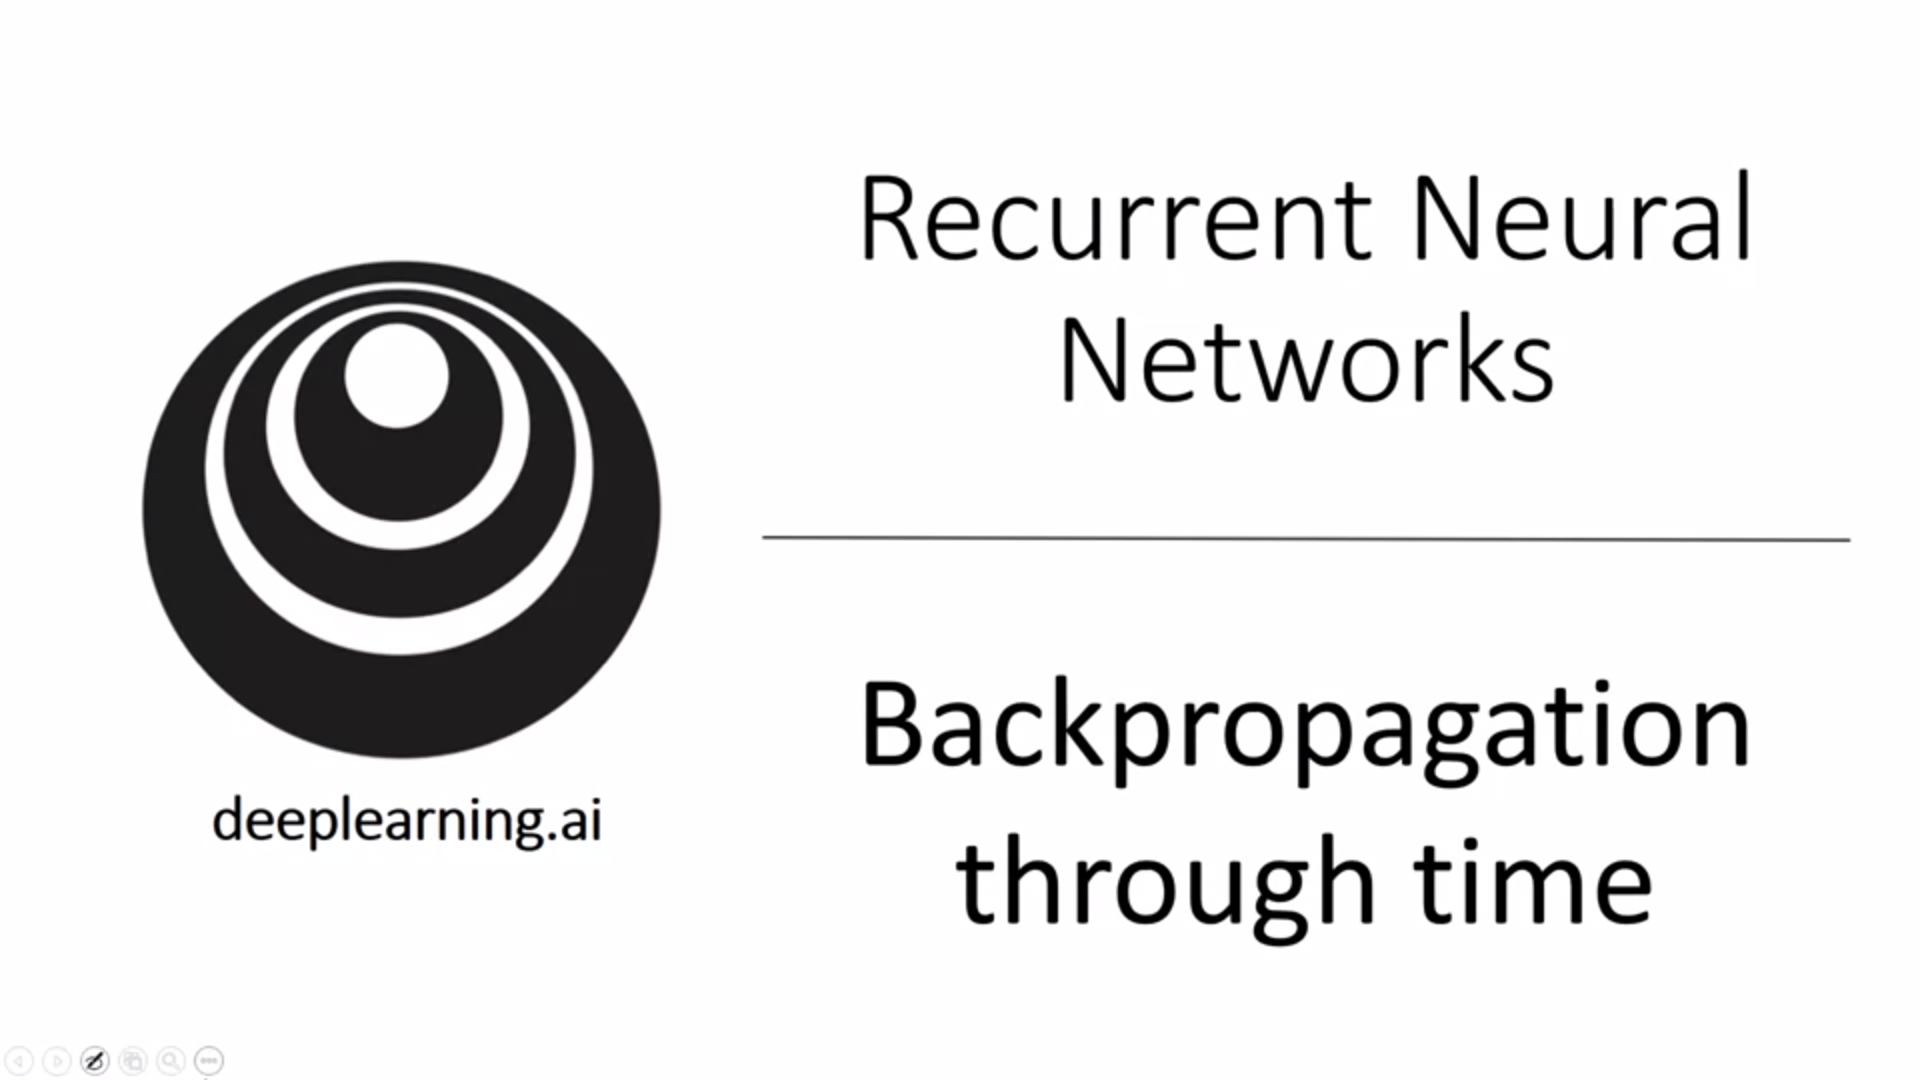 Recurrent Neural
Networks
Backpropagation
through time
deeplearning.ai